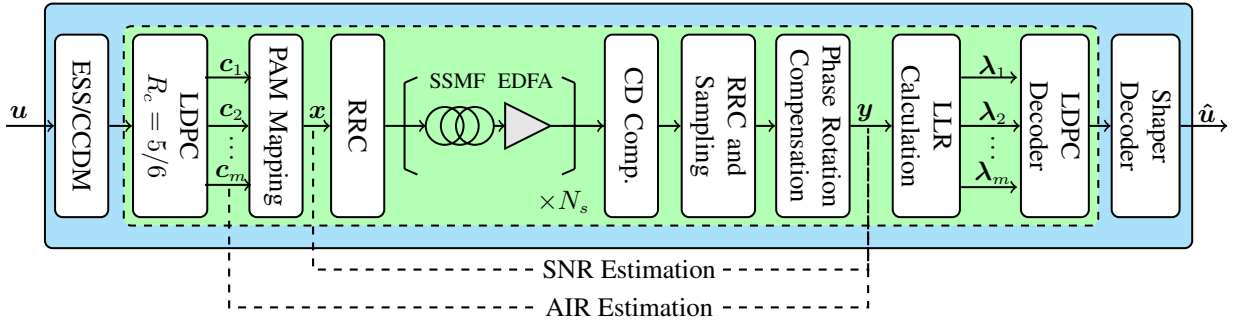 u
ESS/CCDM
LDPC
R_c = 5/6
c_1
c_2
...
c_m
PAM Mapping
x
RRC
SSMF EDFA
×N_s
CD Comp.
RRC and
Sampling
Phase Rotation
Compensation
y
LLR
Calculation
λ_1
λ_2
...
λ_m
LDPC
Decoder
Shaper
Decoder
û
SNR Estimation
AIR Estimation